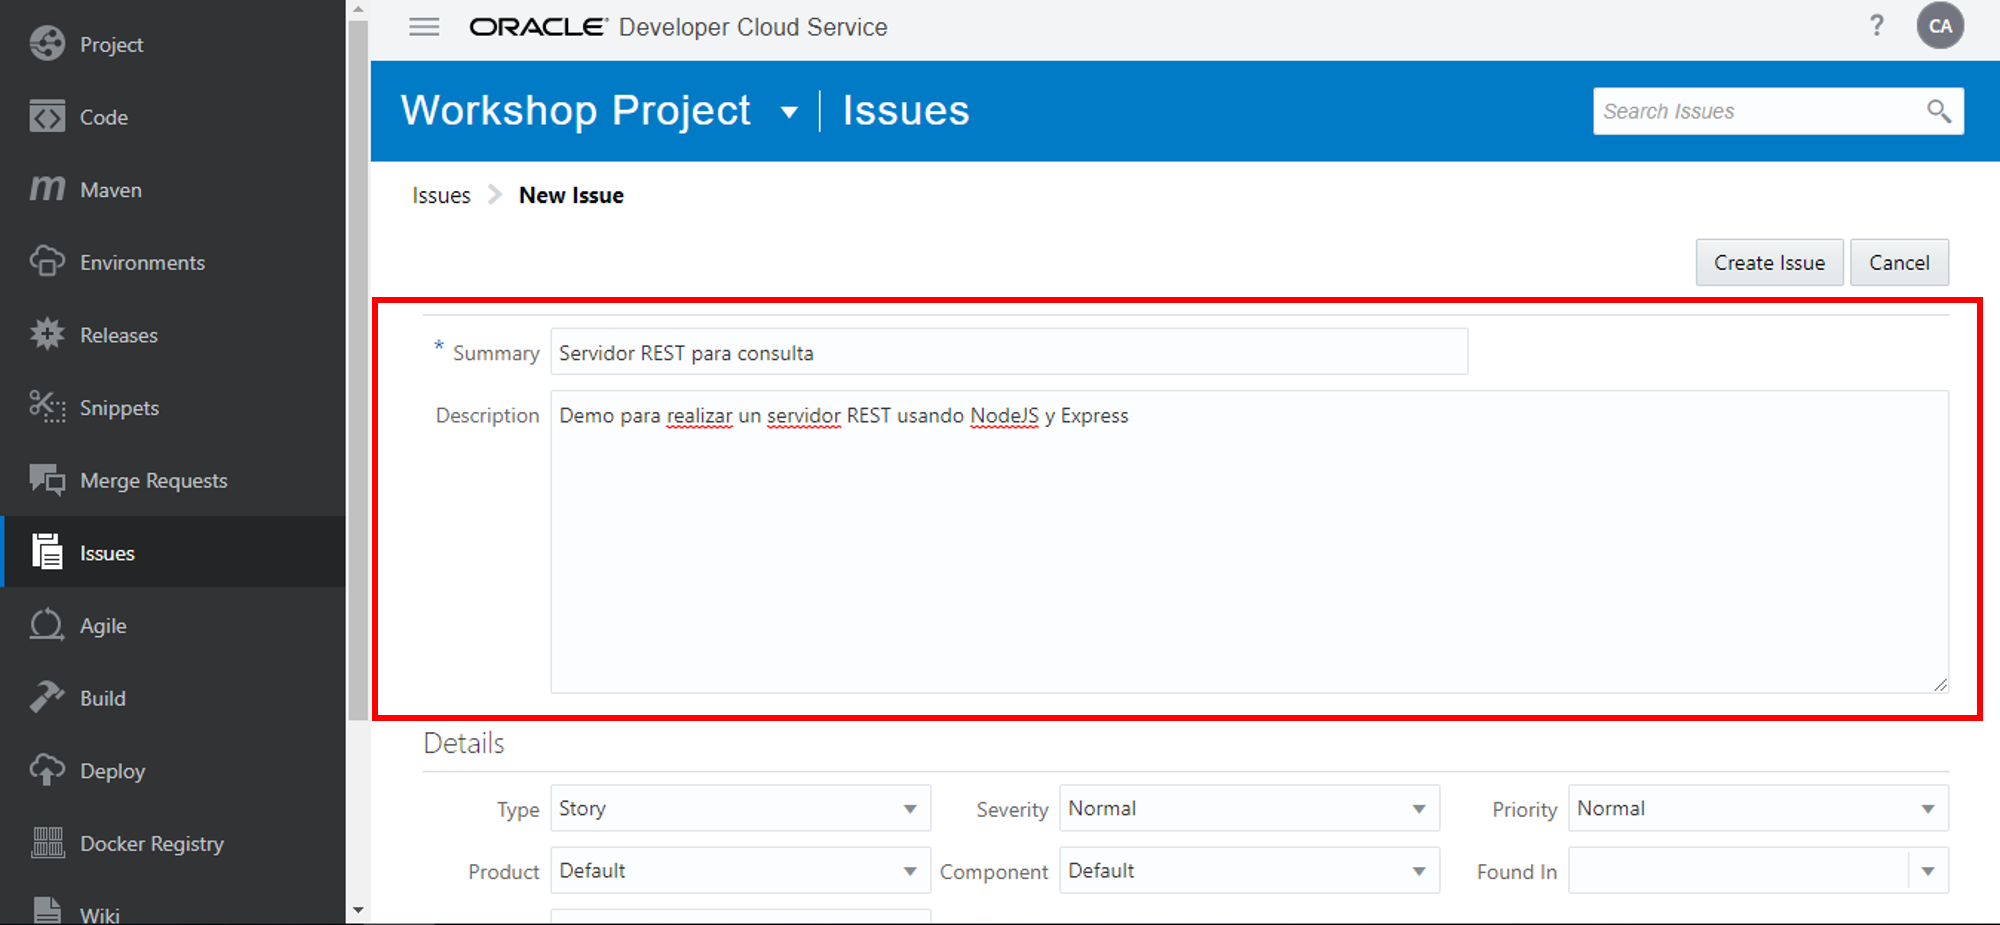 Project
Code
Maven
Environments
Releases
Snippets
Merge Requests
Issues
Agile
Build
Deploy
Docker Registry
Wiki
ORACLE® Developer Cloud Service
? CA
Workshop Project Issues
Search Issues
Issues New Issue
Create Issue Cancel
* Summary Servidor REST para consulta
Description Demo para realizar un servidor REST usando NodeJS y Express
Details
Type Story Severity Normal Priority Normal
Product Default Component Default Found In